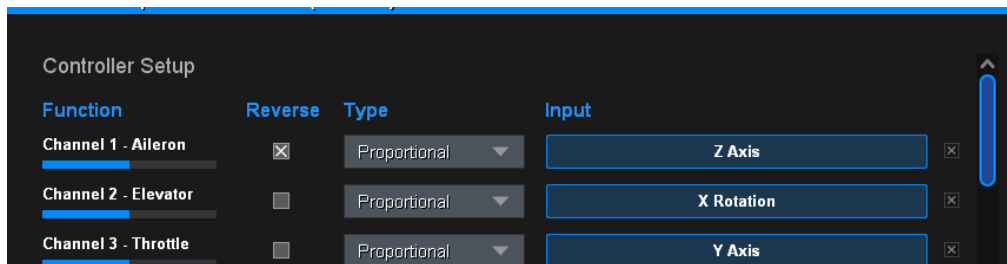 Controller Setup
Function Reverse Type Input
Channel 1 - Aileron Proportional Z Axis
Channel 2 - Elevator Proportional X Rotation
Channel 3 - Throttle Proportional Y Axis